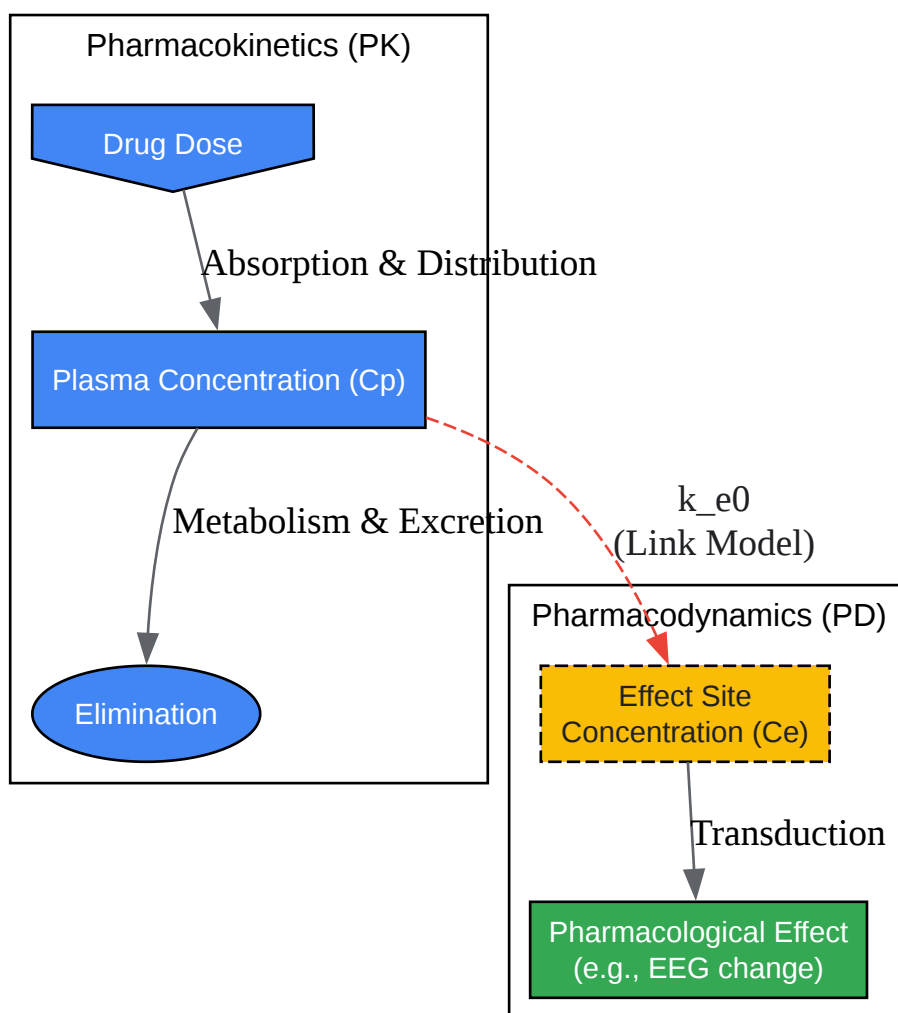 Pharmacokinetics (PK)
Drug Dose
Absorption & Distribution
Plasma Concentration (Cp)
Metabolism & Excretion
k_e0
(Link Model)
Elimination
Pharmacodynamics (PD)
Effect Site
Concentration (Ce)
Transduction
Pharmacological Effect
(e.g., EEG change)